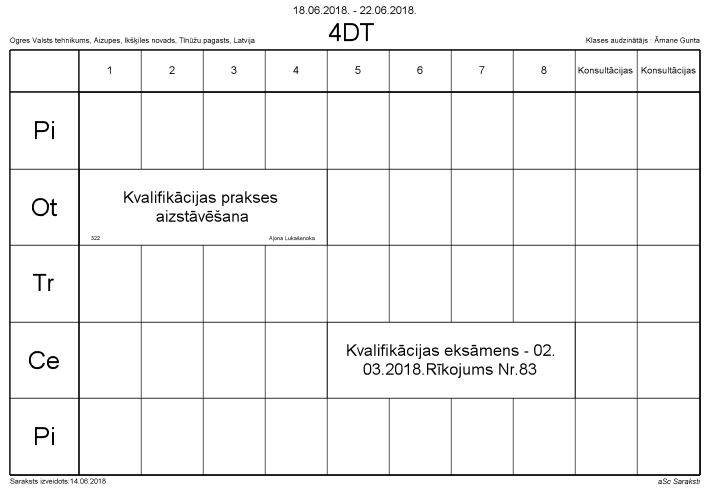 18.06.2018. - 22.06.2018.
4DT
Ogres Valsts tehnikums, Aizupes, Ikšķiles novads, Tīnūžu pagasts, Latvija
Klases audzinātājs : Āmane Gunta
1 2 3 4 5 6 7 8 Konsultācijas Konsultācijas
Pi
Ot
Kvalifikācijas prakses
aizstāvēšana
322
Aļona Lukašenoka
Tr
Ce
Kvalifikācijas eksāmens - 02.
03.2018.Rīkojums Nr.83
Pi
Saraksts izveidots:14.06.2018
aSc Saraksti